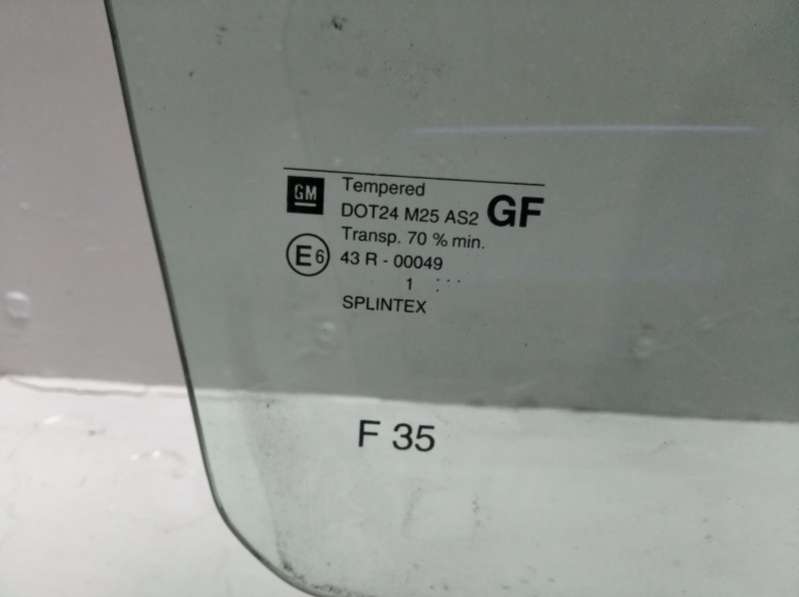 GM Tempered
DOT24 M25 AS2 GF
Transp. 70 % min.
E6 43 R - 00049
1
SPLINTEX
F 35